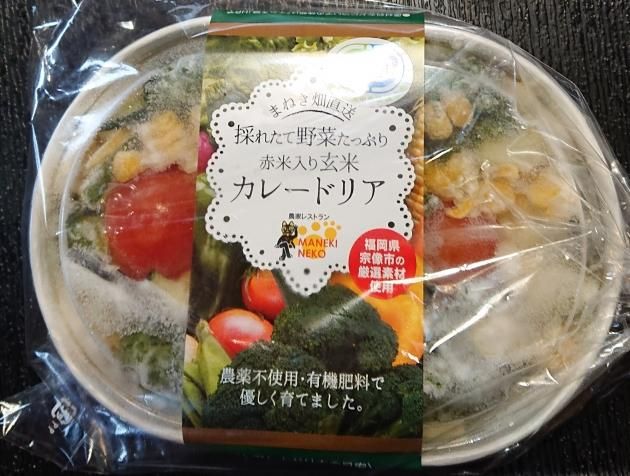 まねき畑直送
採れたて野菜たっぷり
赤米入り玄米
カレードリア
農家レストラン
MANEKI
NEKO
福岡県
宗像市の
厳選素材
使用
農薬不使用・有機肥料で
優しく育てました。